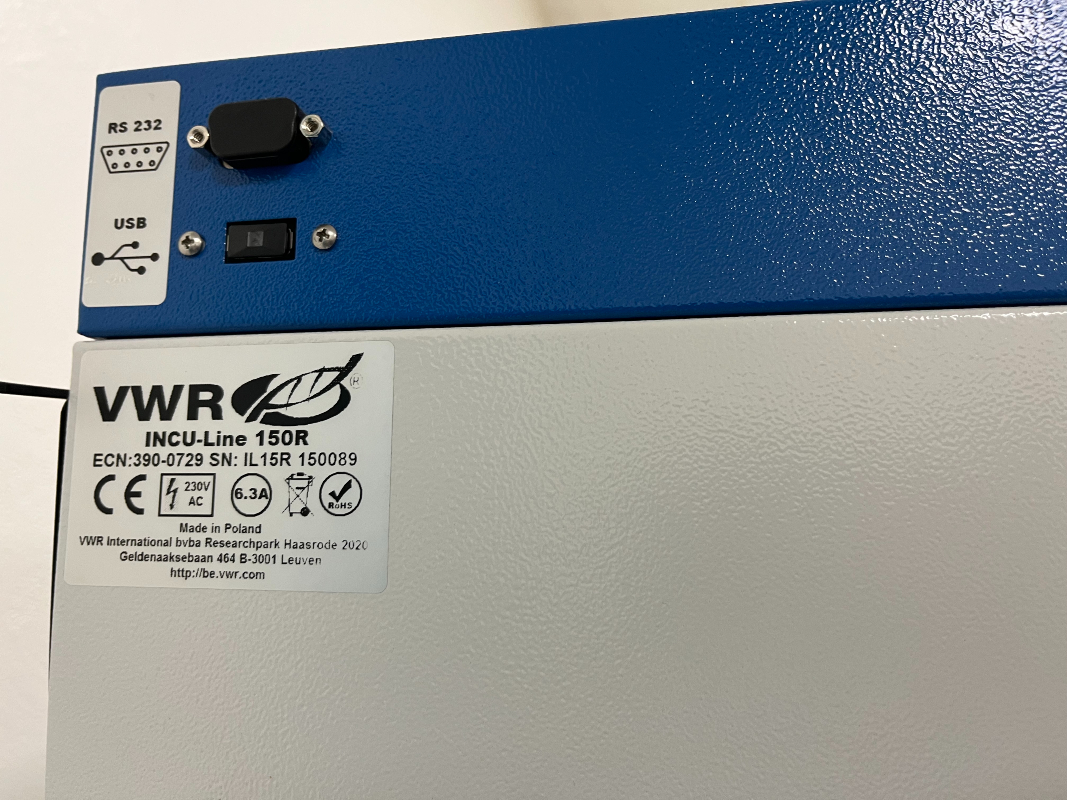 RS 232
USB
VWR ®
INCU-Line 150R
ECN:390-0729 SN: IL15R 150089
CE 230V AC 6.3A RoHS
Made in Poland
VWR International bvba Researchpark Haasrode 2020
Geldenaaksebaan 464 B-3001 Leuven
http://be.vwr.com